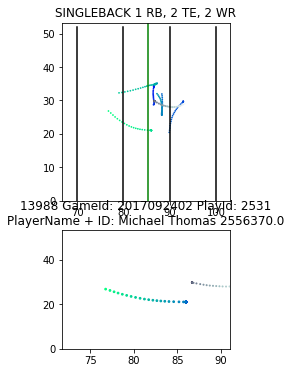 SINGLEBACK 1 RB, 2 TE, 2 WR
50
40
30
20
10
0
70 80 90 100
13988 GameId: 2017092402 PlayId: 2531
PlayerName + ID: Michael Thomas 2556370.0
40
20
0
75 80 85 90